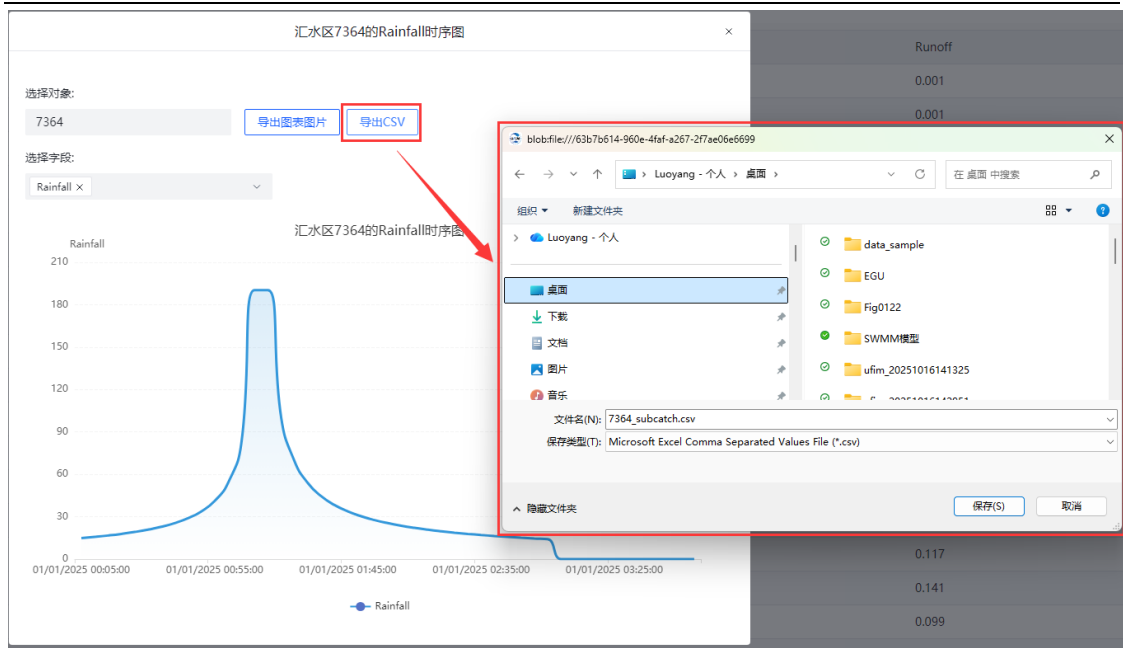 汇水区7364的Rainfall时序图
×
选择对象:
7364
导出图表图片
导出CSV
选择字段:
Rainfall ×
汇水区7364的Rainfall时序图
Rainfall
210
180
150
120
90
60
30
0
01/01/2025 00:05:00
01/01/2025 00:55:00
01/01/2025 01:45:00
01/01/2025 02:35:00
01/01/2025 03:25:00
Rainfall
Runoff
0.001
0.001
blob:file:///63b7b614-960e-4faf-a267-2f7ae06e6699
Luoyang - 个人 › 桌面 ›
在 桌面 中搜索
组织
新建文件夹
Luoyang - 个人
桌面
下载
文档
图片
音乐
data_sample
EGU
Fig0122
SWMM模型
ufim_20251016141325
文件名(N): 7364_subcatch.csv
保存类型(T): Microsoft Excel Comma Separated Values File (*.csv)
隐藏文件夹
保存(S)
取消
0.117
0.141
0.099